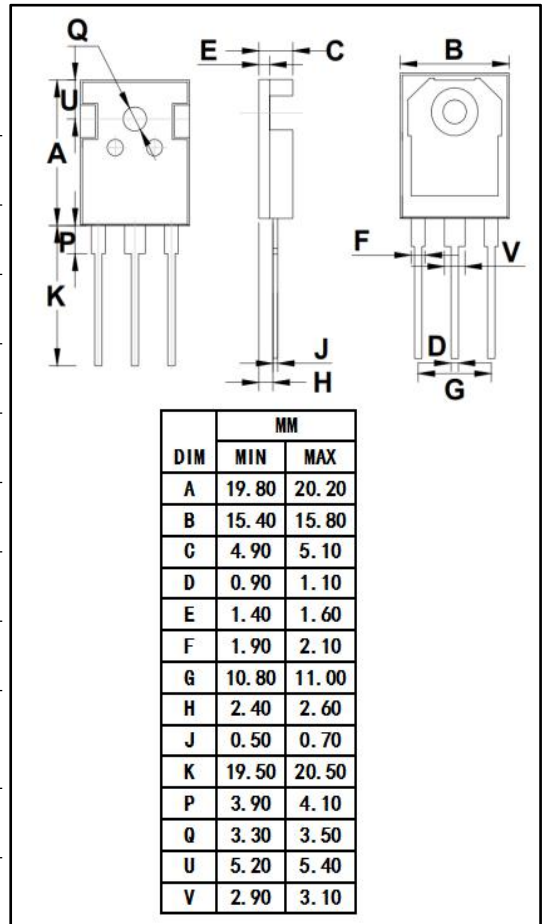 Q
E C B
U
A
P
F V
K
D
J
G
H
MM
DIM MIN MAX
A 19.80 20.20
B 15.40 15.80
C 4.90 5.10
D 0.90 1.10
E 1.40 1.60
F 1.90 2.10
G 10.80 11.00
H 2.40 2.60
J 0.50 0.70
K 19.50 20.50
P 3.90 4.10
Q 3.30 3.50
U 5.20 5.40
V 2.90 3.10